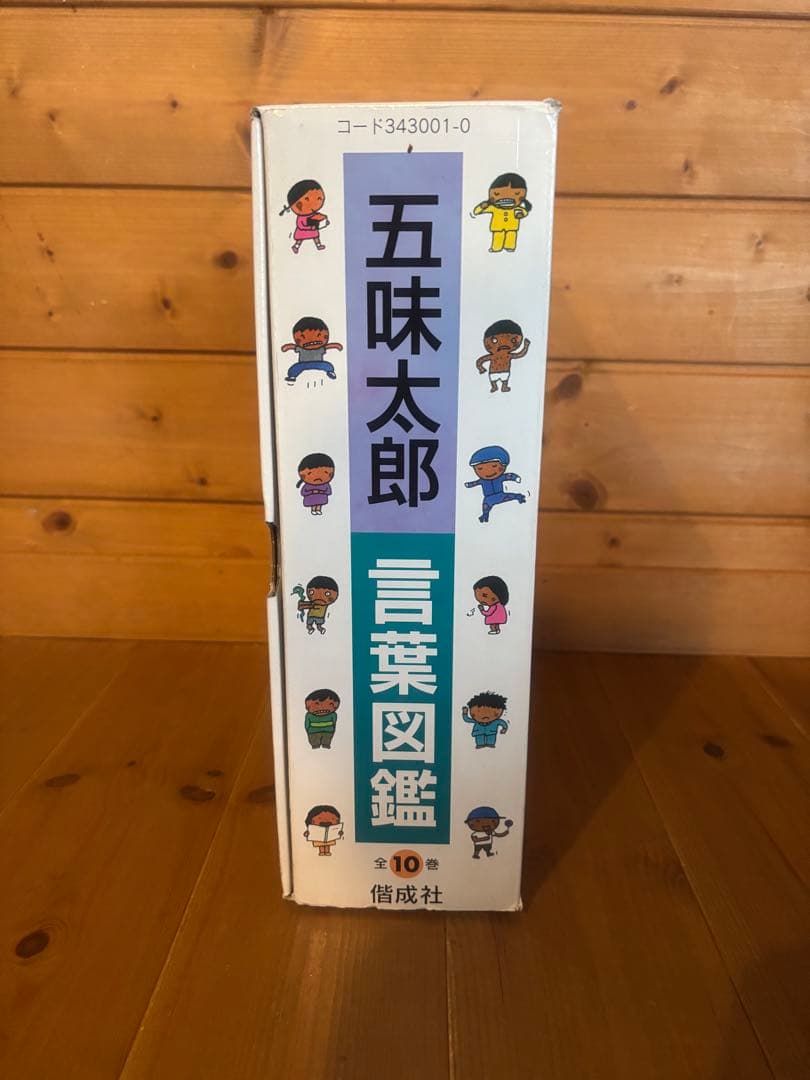 コード343001-0
五味太郎
言葉図鑑
全10巻
偕成社